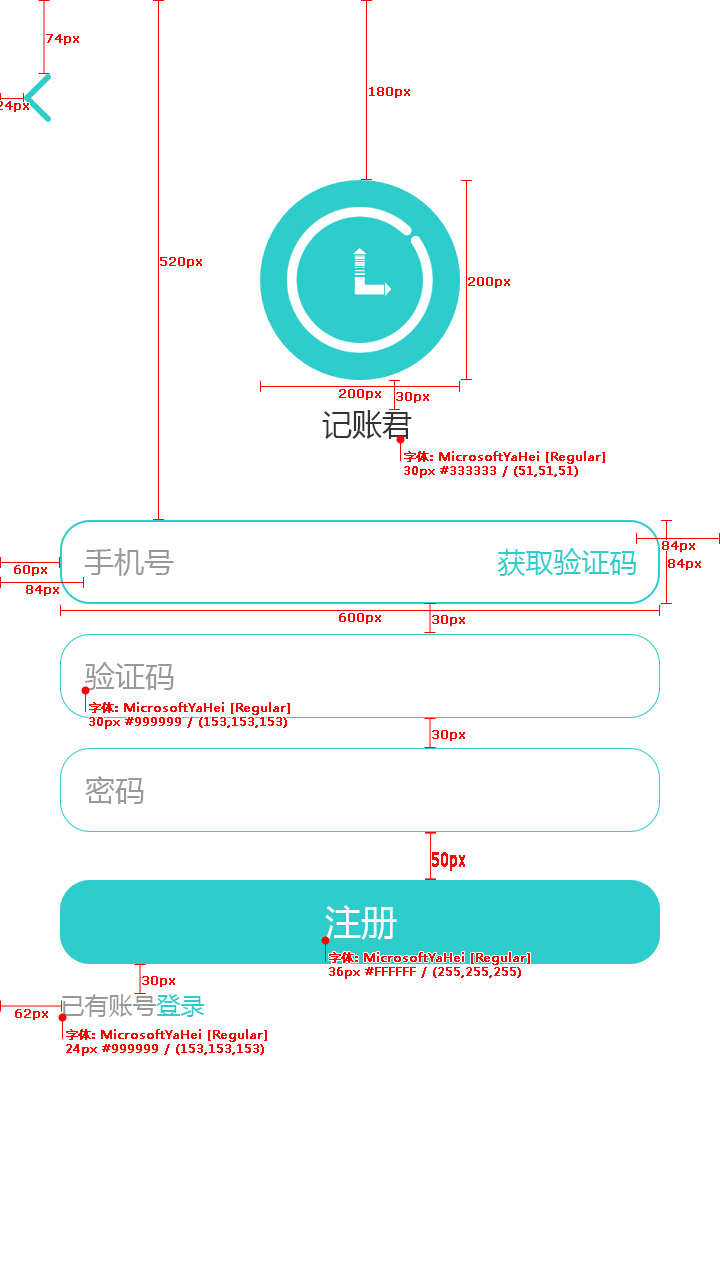 74px
24px
180px
520px
200px
200px
30px
记账君
字体: MicrosoftYaHei [Regular]
30px #333333 / (51,51,51)
手机号
获取验证码
84px
84px
60px
84px
600px
30px
验证码
字体: MicrosoftYaHei [Regular]
30px #999999 / (153,153,153)
30px
密码
50px
注册
字体: MicrosoftYaHei [Regular]
36px #FFFFFF / (255,255,255)
30px
已有账号登录
62px
字体: MicrosoftYaHei [Regular]
24px #999999 / (153,153,153)